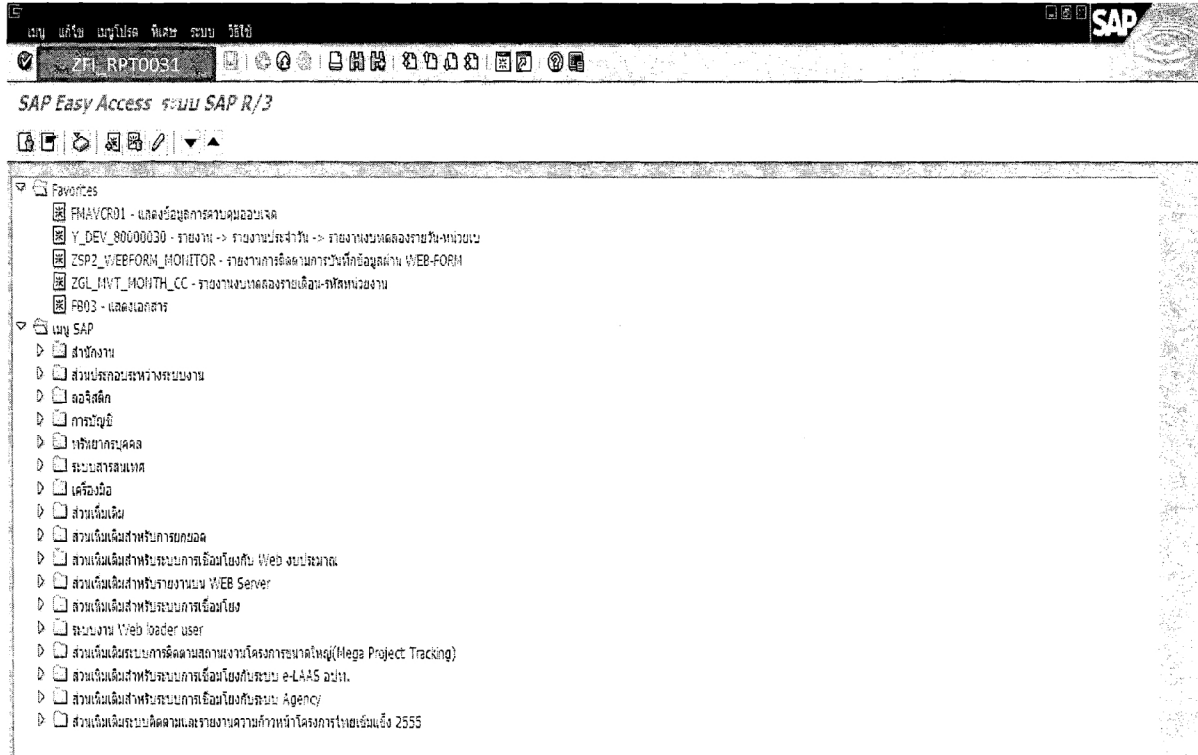 เมนู แก้ไข เมนูโปรด พิเศษ ระบบ วิธีใช้
SAP
ZFI_RPT0031
SAP Easy Access ระบบ SAP R/3
Favorites
FMAVCR01 - แสดงข้อมูลการควบคุมออบเจค
Y_DEV_80000030 - รายงาน -> รายงานประจำวัน -> รายงานงบทดลองรายวัน-หน่วยเบ
ZSP2_WEBFORM_MONITOR - รายงานการติดตามการบันทึกข้อมูลผ่าน WEB-FORM
ZGL_MVT_MONTH_CC - รายงานงบทดลองรายเดือน-รหัสหน่วยงาน
FB03 - แสดงเอกสาร
เมนู SAP
สำนักงาน
ส่วนประกอบระหว่างระบบงาน
ลอจิสติก
การบัญชี
ทรัพยากรบุคคล
ระบบสารสนเทศ
เครื่องมือ
ส่วนเพิ่มเติม
ส่วนเพิ่มเติมสำหรับการยกยอด
ส่วนเพิ่มเติมสำหรับระบบการเชื่อมโยงกับ Web งบประมาณ
ส่วนเพิ่มเติมสำหรับรายงานบน WEB Server
ส่วนเพิ่มเติมสำหรับระบบการเชื่อมโยง
ระบบงาน Web loader user
ส่วนเพิ่มเติมระบบการติดตามสถานะงานโครงการขนาดใหญ่(Mega Project Tracking)
ส่วนเพิ่มเติมสำหรับระบบการเชื่อมโยงกับระบบ e-LAAS อปท.
ส่วนเพิ่มเติมสำหรับระบบการเชื่อมโยงกับระบบ Agency
ส่วนเพิ่มเติมระบบติดตามและรายงานความก้าวหน้าโครงการไทยเข้มแข็ง 2555